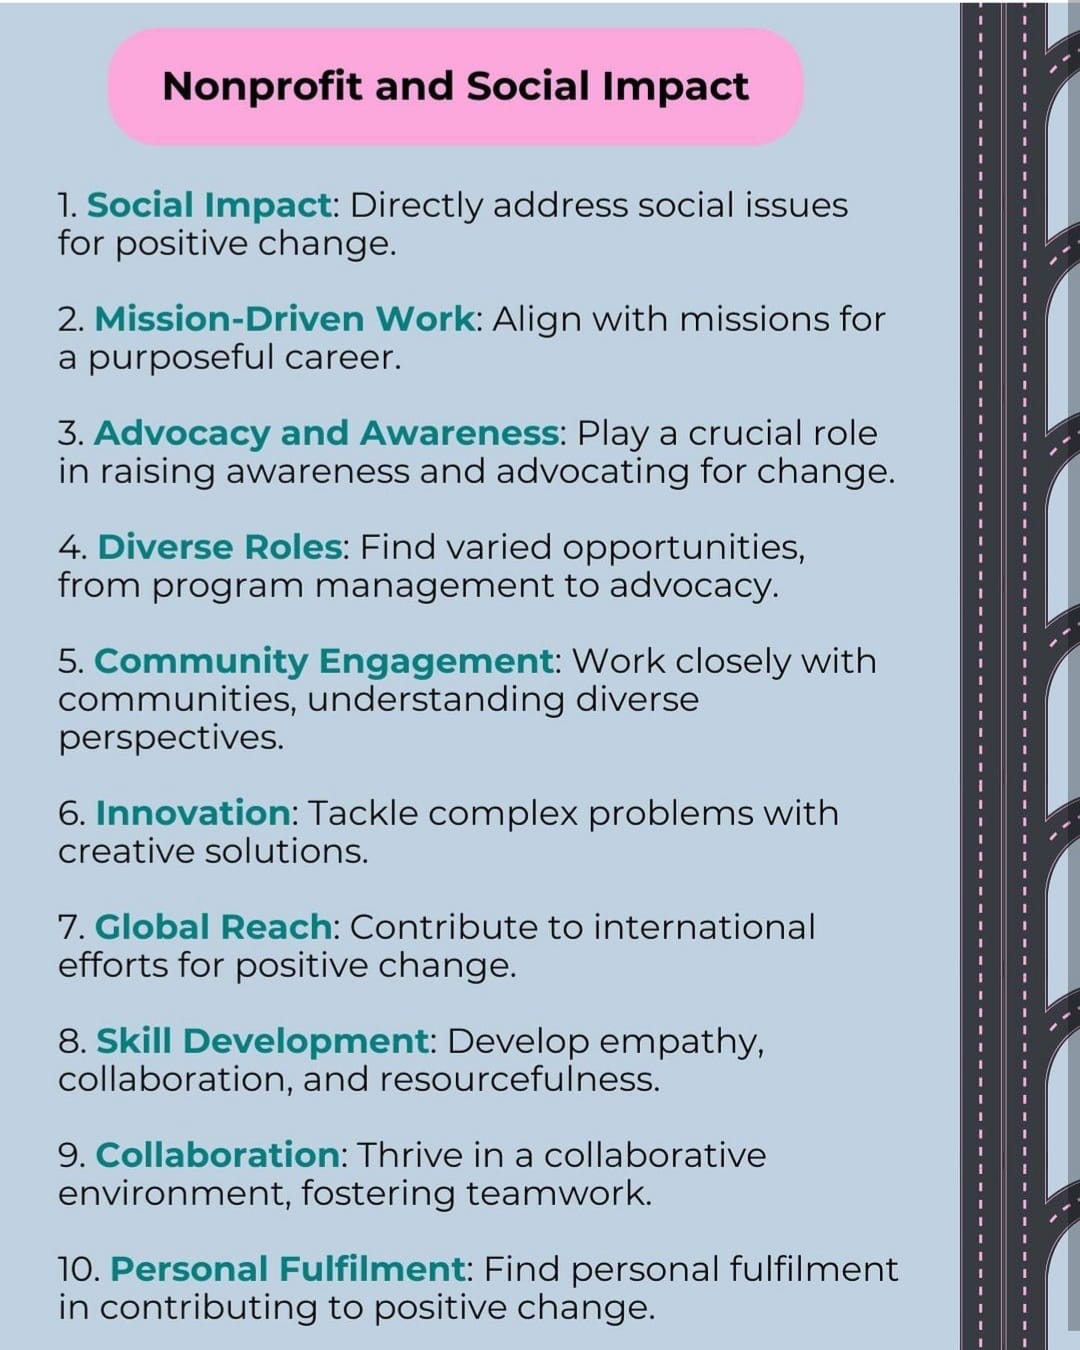 Nonprofit and Social Impact
1. Social Impact: Directly address social issues
for positive change.
2. Mission-Driven Work: Align with missions for
a purposeful career.
3. Advocacy and Awareness: Play a crucial role
in raising awareness and advocating for change.
4. Diverse Roles: Find varied opportunities,
from program management to advocacy.
5. Community Engagement: Work closely with
communities, understanding diverse
perspectives.
6. Innovation: Tackle complex problems with
creative solutions.
7. Global Reach: Contribute to international
efforts for positive change.
8. Skill Development: Develop empathy,
collaboration, and resourcefulness.
9. Collaboration: Thrive in a collaborative
environment, fostering teamwork.
10. Personal Fulfilment: Find personal fulfilment
in contributing to positive change.